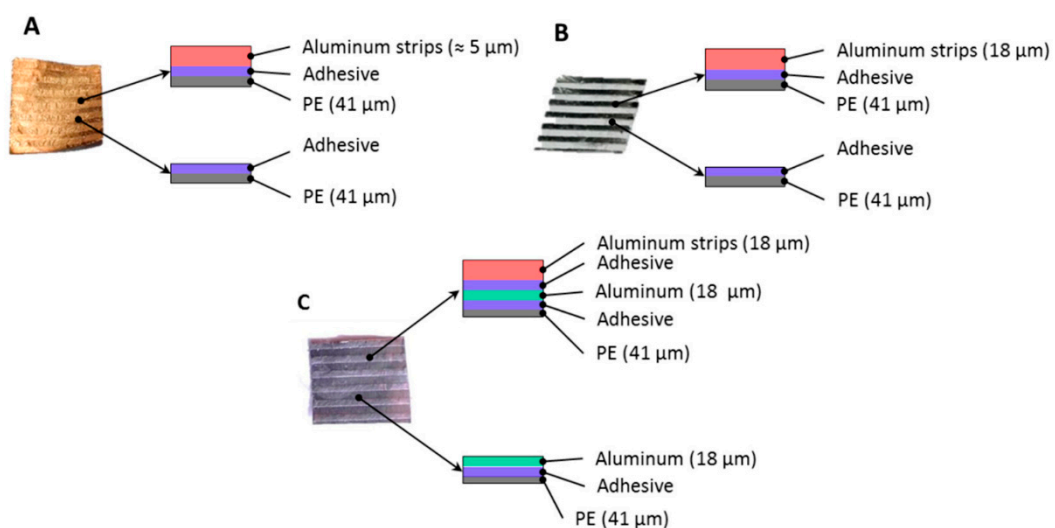 A
Aluminum strips (≈ 5 µm)
Adhesive
PE (41 µm)
Adhesive
PE (41 µm)
B
Aluminum strips (18 µm)
Adhesive
PE (41 µm)
Adhesive
PE (41 µm)
C
Aluminum strips (18 µm)
Adhesive
Aluminum (18 µm)
Adhesive
PE (41 µm)
Aluminum (18 µm)
Adhesive
PE (41 µm)